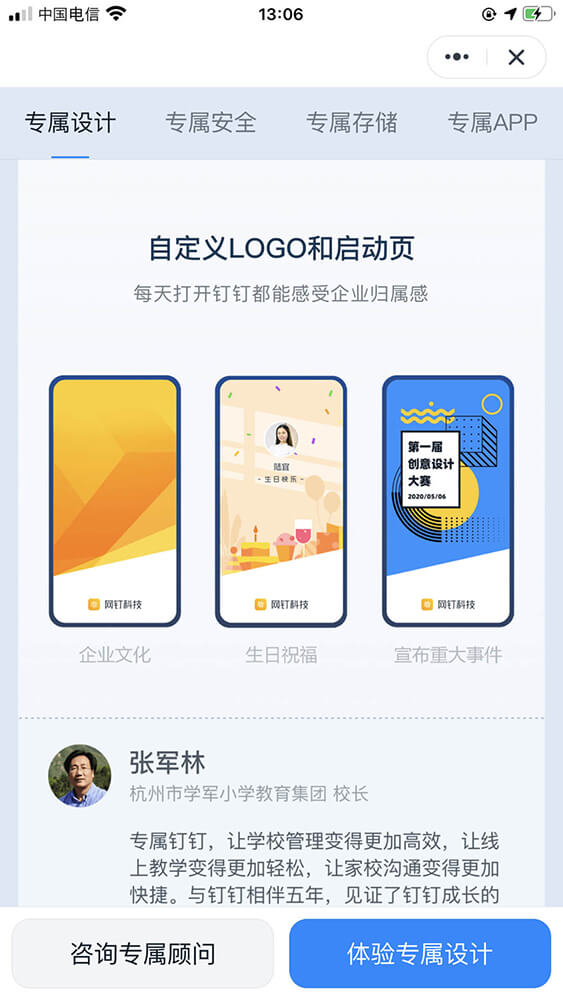 中国电信
13:06
专属设计
专属安全
专属存储
专属APP
自定义LOGO和启动页
每天打开钉钉都能感受企业归属感
陆宜
- 生日快乐 -
第一届
创意设计
大赛
2020/05/06
网钉科技
网钉科技
网钉科技
企业文化
生日祝福
宣布重大事件
张军林
杭州市学军小学教育集团 校长
专属钉钉，让学校管理变得更加高效，让线
上教学变得更加轻松，让家校沟通变得更加
快捷。与钉钉相伴五年，见证了钉钉成长的
咨询专属顾问
体验专属设计